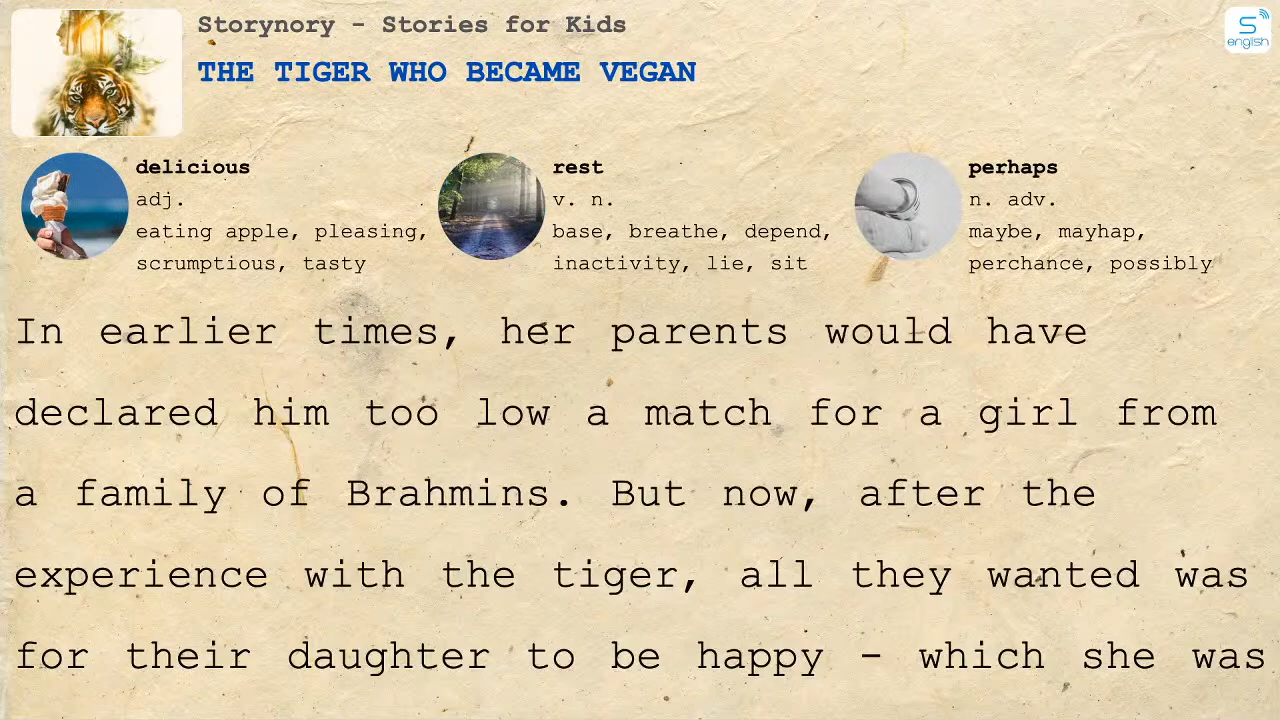 Storynory - Stories for Kids
THE TIGER WHO BECAME VEGAN
S
english
delicious
adj.
eating apple, pleasing,
scrumptious, tasty
rest
v. n.
base, breathe, depend,
inactivity, lie, sit
perhaps
n. adv.
maybe, mayhap,
perchance, possibly
In earlier times, her parents would have
declared him too low a match for a girl from
a family of Brahmins. But now, after the
experience with the tiger, all they wanted was
for their daughter to be happy - which she was